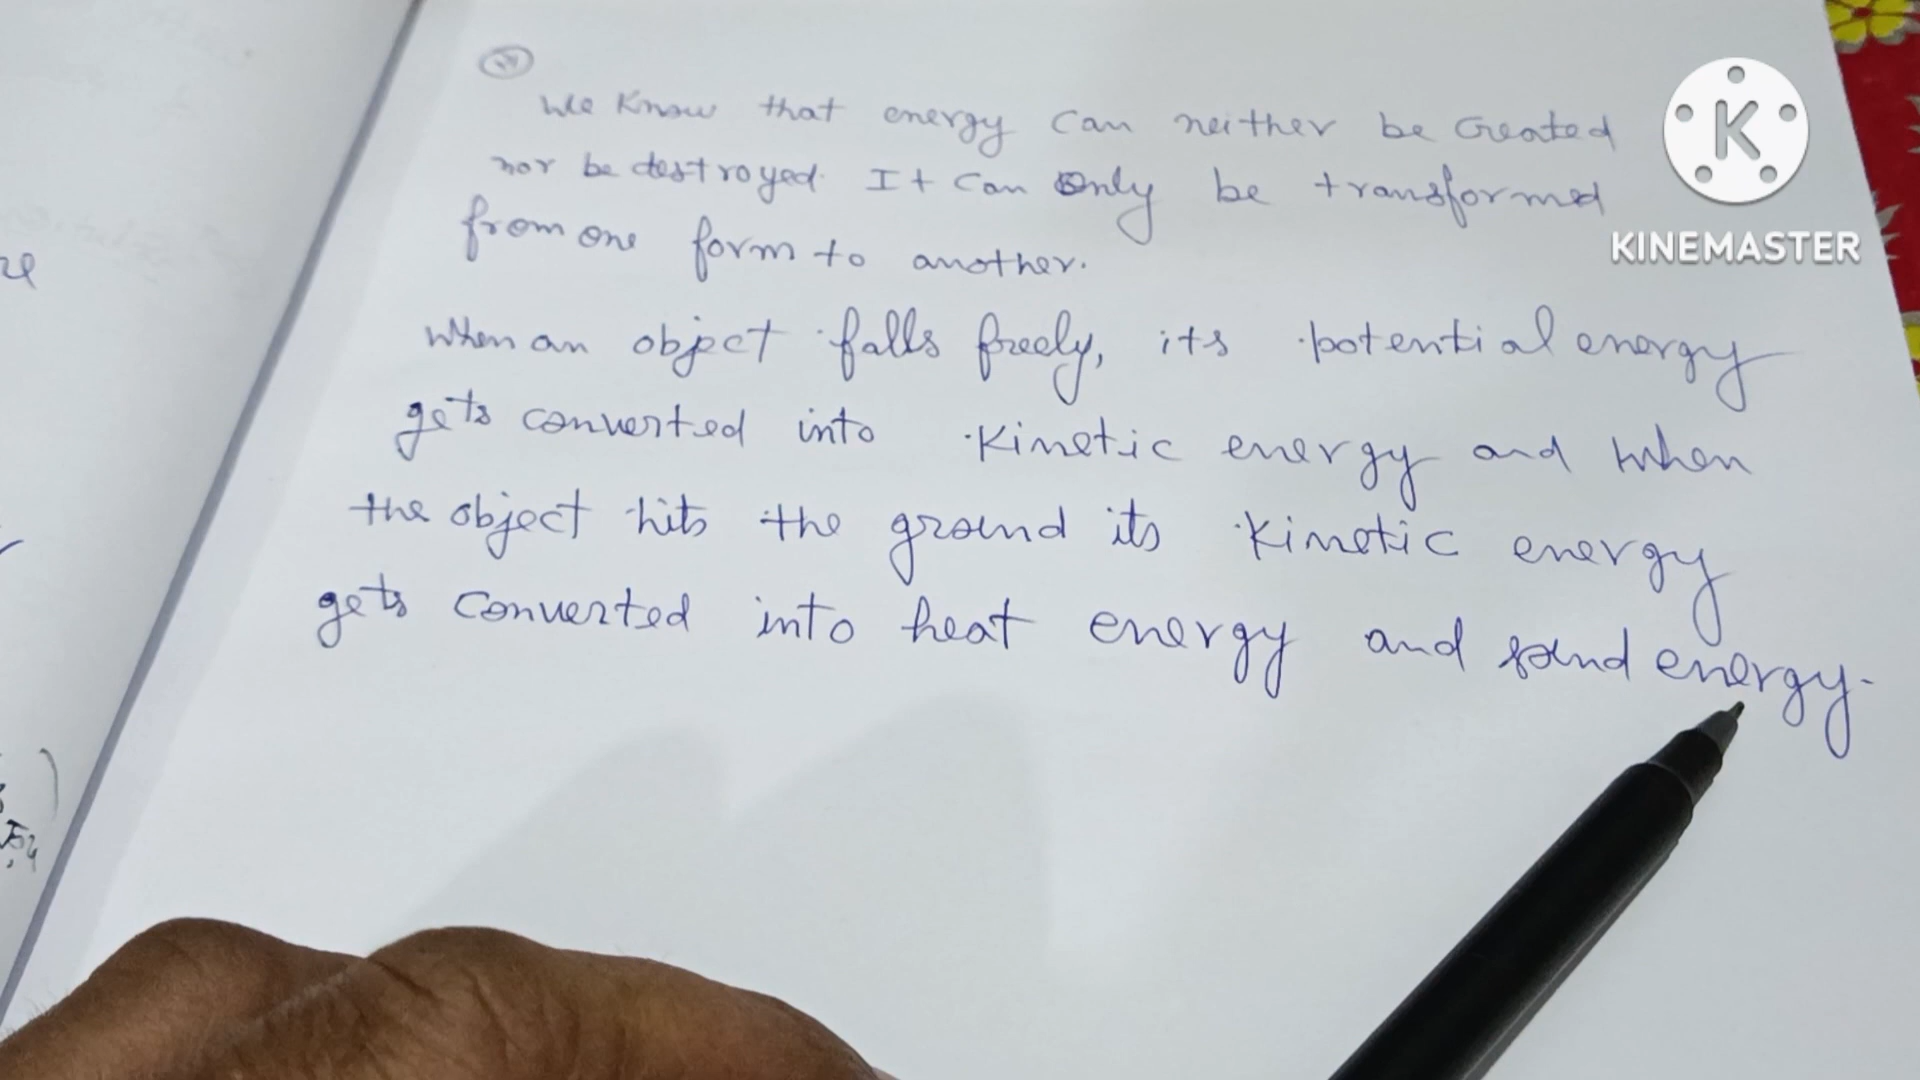 We know that energy can neither be created
nor be destroyed. It can only be transformed
from one form to another.
When an object falls freely, its potential energy
gets converted into kinetic energy and when
the object hits the ground its kinetic energy
gets converted into heat energy and sound energy.
K
KINEMASTER